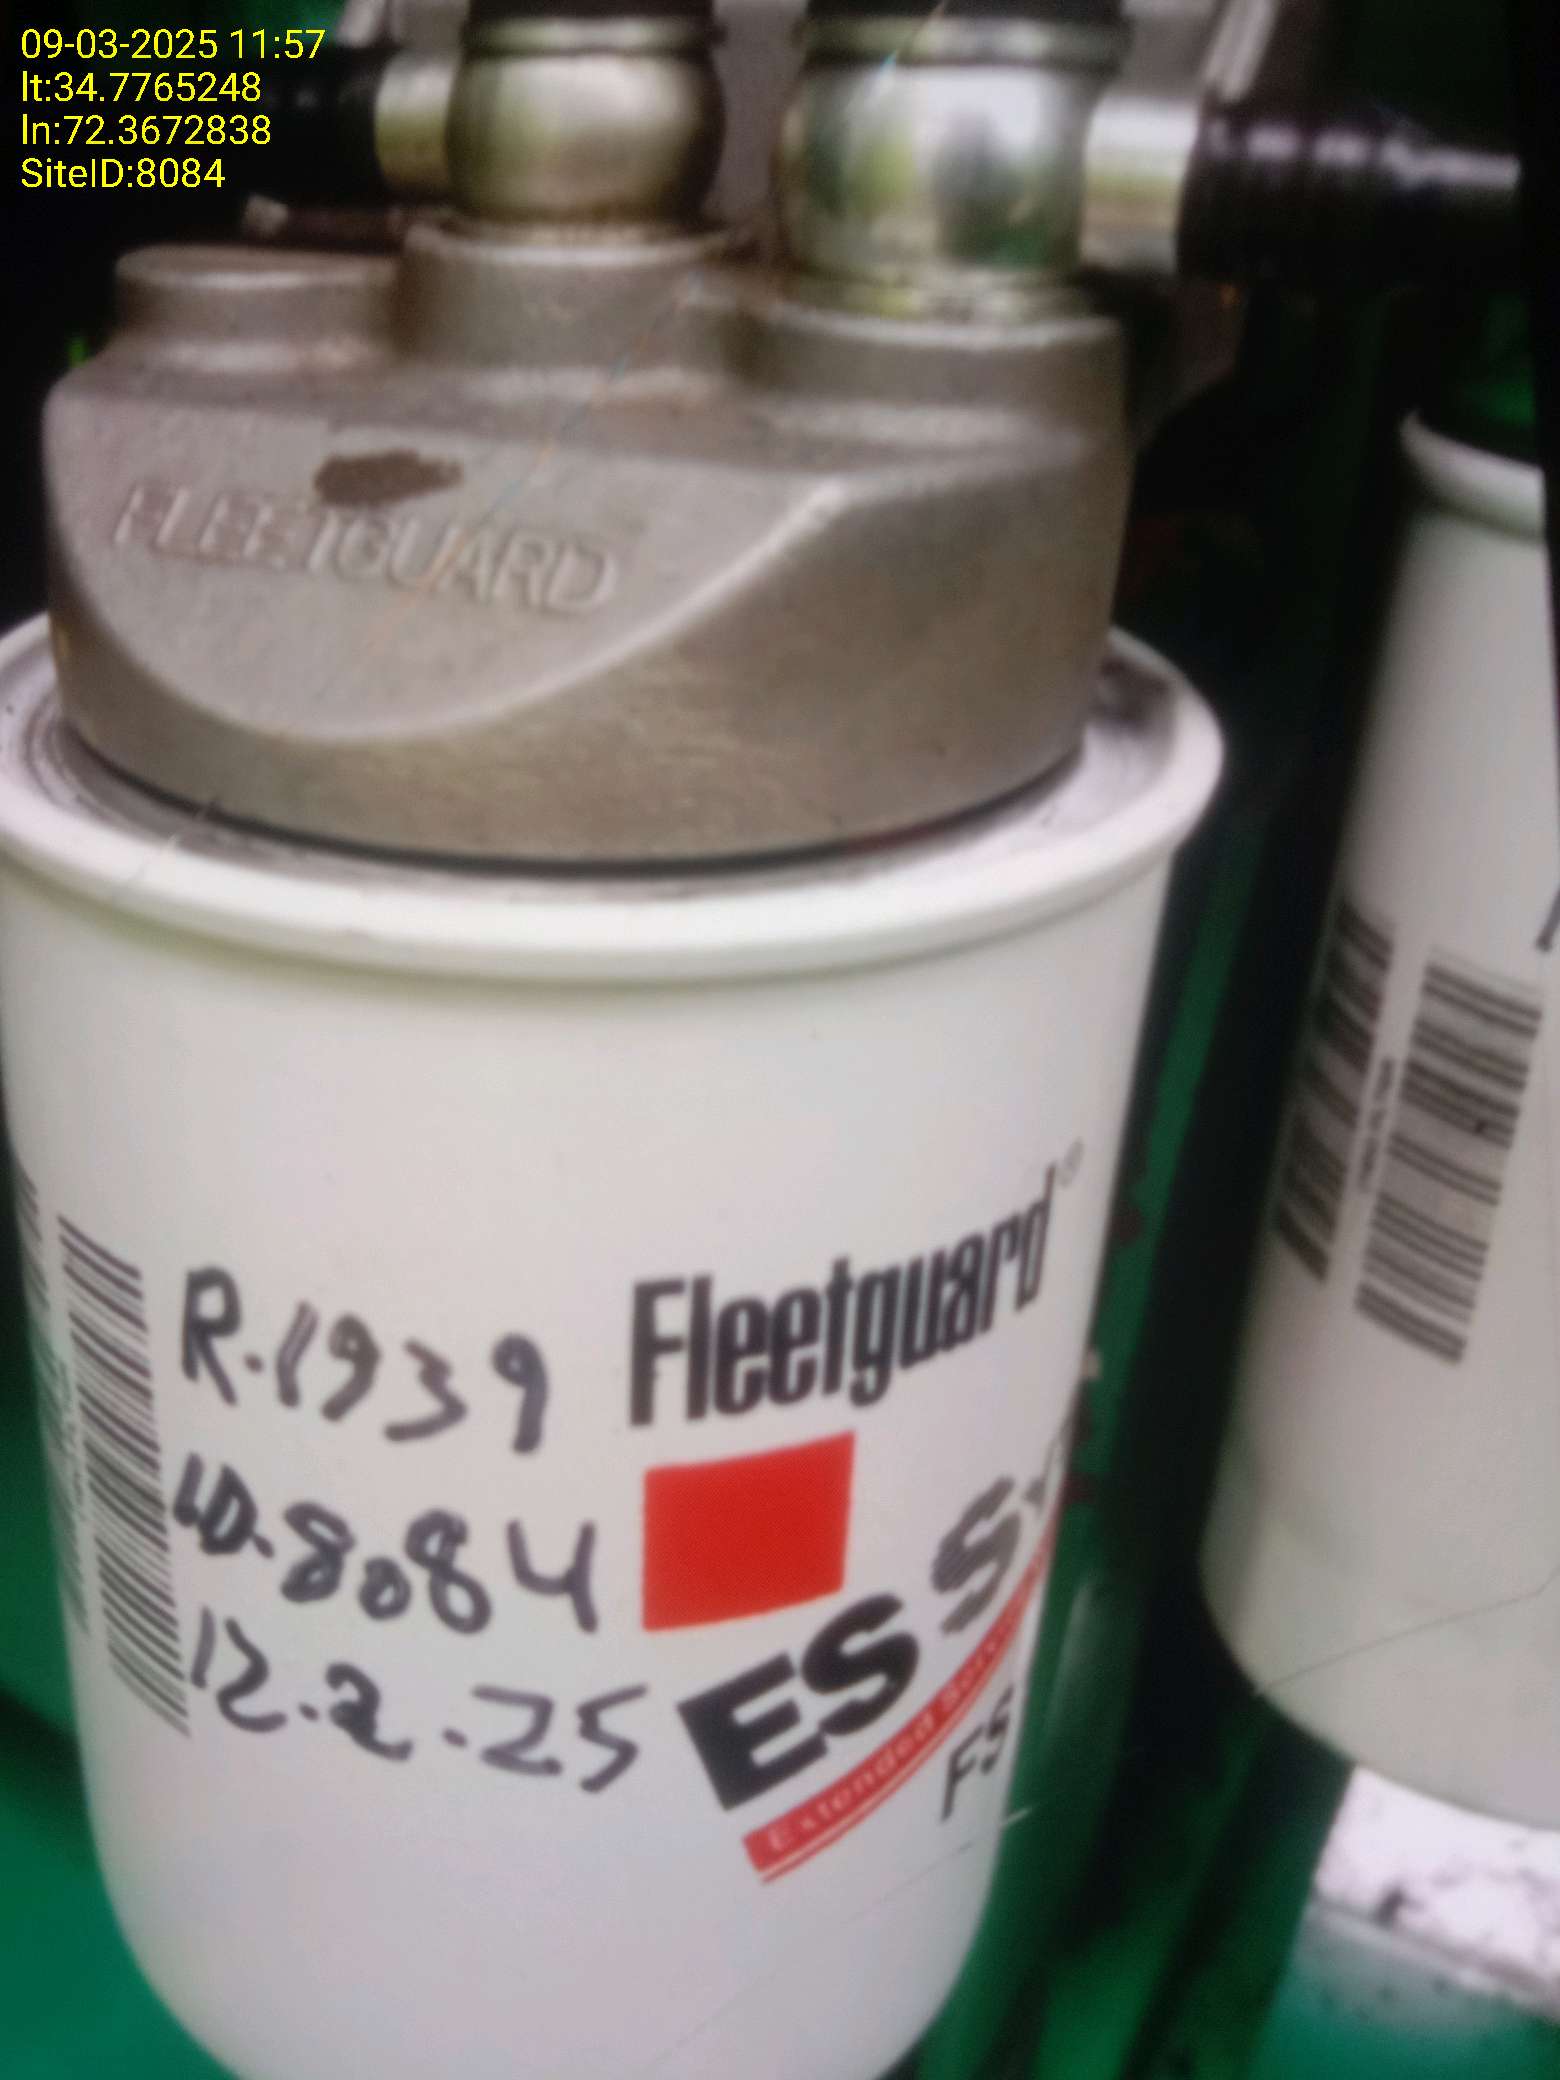 09-03-2025 11:57
lt:34.7765248
ln:72.3672838
SiteID:8084
FLEETGUARD
Fleetguard®
R.1939
ID-8084
12.2.25
ES
Extended
FS